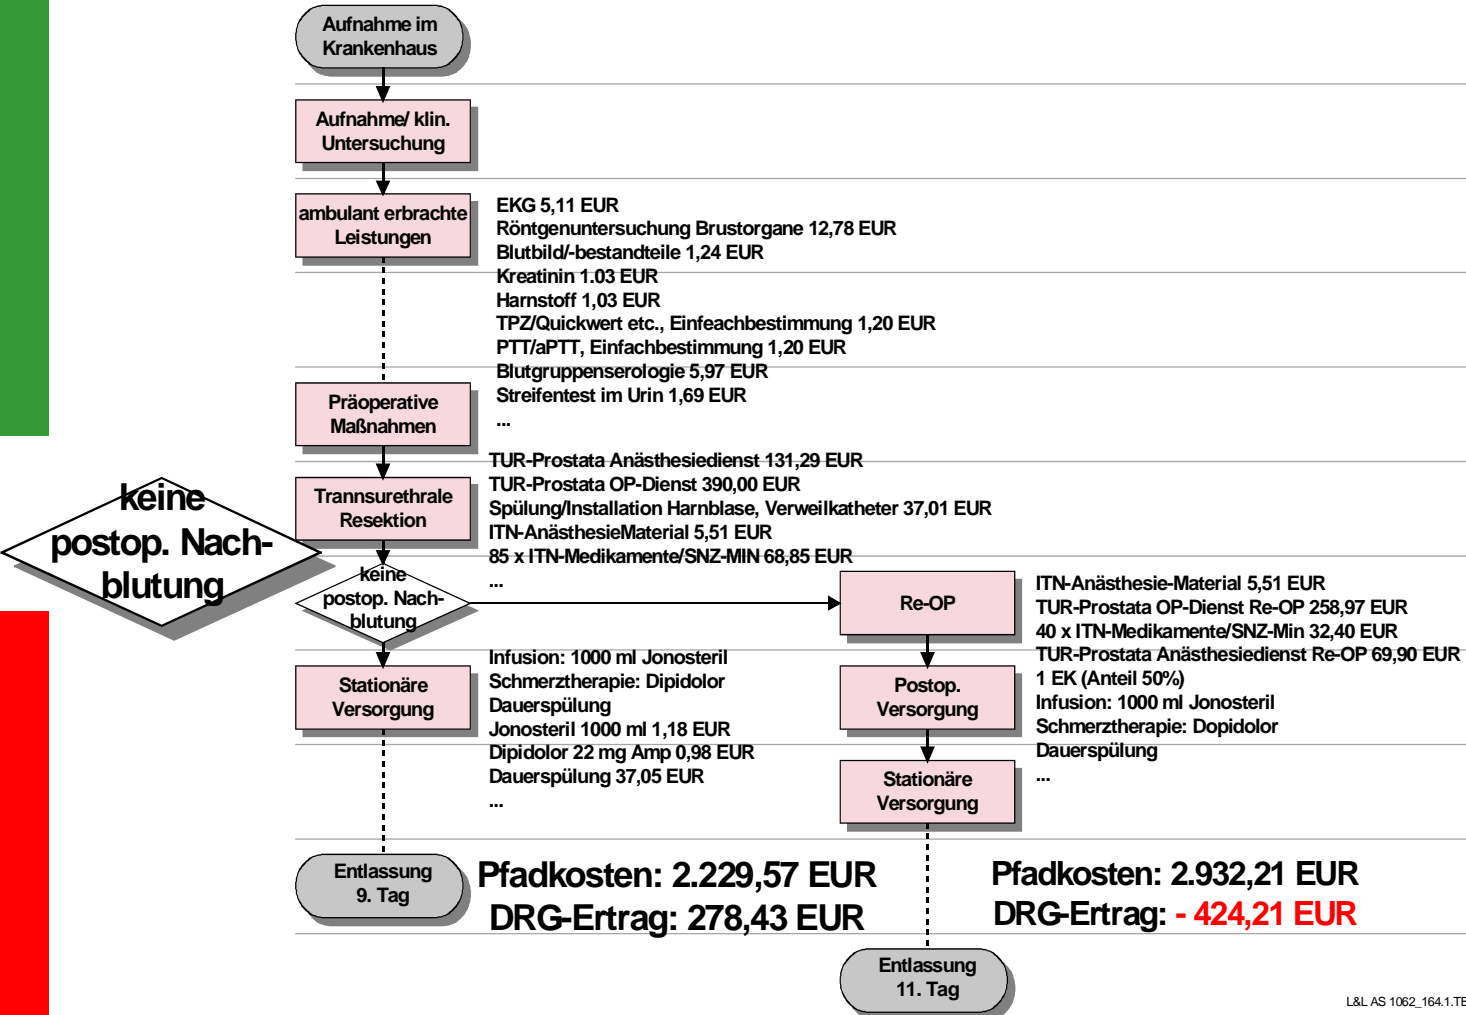 Aufnahme im
Krankenhaus
Aufnahme/ klin.
Untersuchung
ambulant erbrachte
Leistungen
EKG 5,11 EUR
Röntgenuntersuchung Brustorgane 12,78 EUR
Blutbild/-bestandteile 1,24 EUR
Kreatinin 1.03 EUR
Harnstoff 1,03 EUR
TPZ/Quickwert etc., Einfeachbestimmung 1,20 EUR
PTT/aPTT, Einfachbestimmung 1,20 EUR
Blutgruppenserologie 5,97 EUR
Streifentest im Urin 1,69 EUR
...
Präoperative
Maßnahmen
Trannsurethrale
Resektion
TUR-Prostata Anästhesiedienst 131,29 EUR
TUR-Prostata OP-Dienst 390,00 EUR
Spülung/Installation Harnblase, Verweilkatheter 37,01 EUR
ITN-AnästhesieMaterial 5,51 EUR
85 x ITN-Medikamente/SNZ-MIN 68,85 EUR
...
keine
postop. Nach-
blutung
keine
postop. Nach-
blutung
Re-OP
ITN-Anästhesie-Material 5,51 EUR
TUR-Prostata OP-Dienst Re-OP 258,97 EUR
40 x ITN-Medikamente/SNZ-Min 32,40 EUR
TUR-Prostata Anästhesiedienst Re-OP 69,90 EUR
1 EK (Anteil 50%)
Infusion: 1000 ml Jonosteril
Schmerztherapie: Dopidolor
Dauerspülung
...
Stationäre
Versorgung
Infusion: 1000 ml Jonosteril
Schmerztherapie: Dipidolor
Dauerspülung
Jonosteril 1000 ml 1,18 EUR
Dipidolor 22 mg Amp 0,98 EUR
Dauerspülung 37,05 EUR
...
Postop.
Versorgung
Stationäre
Versorgung
Entlassung
9. Tag
Pfadkosten: 2.229,57 EUR
DRG-Ertrag: 278,43 EUR
Pfadkosten: 2.932,21 EUR
DRG-Ertrag: - 424,21 EUR
Entlassung
11. Tag
L&L AS 1062_164.1.TE